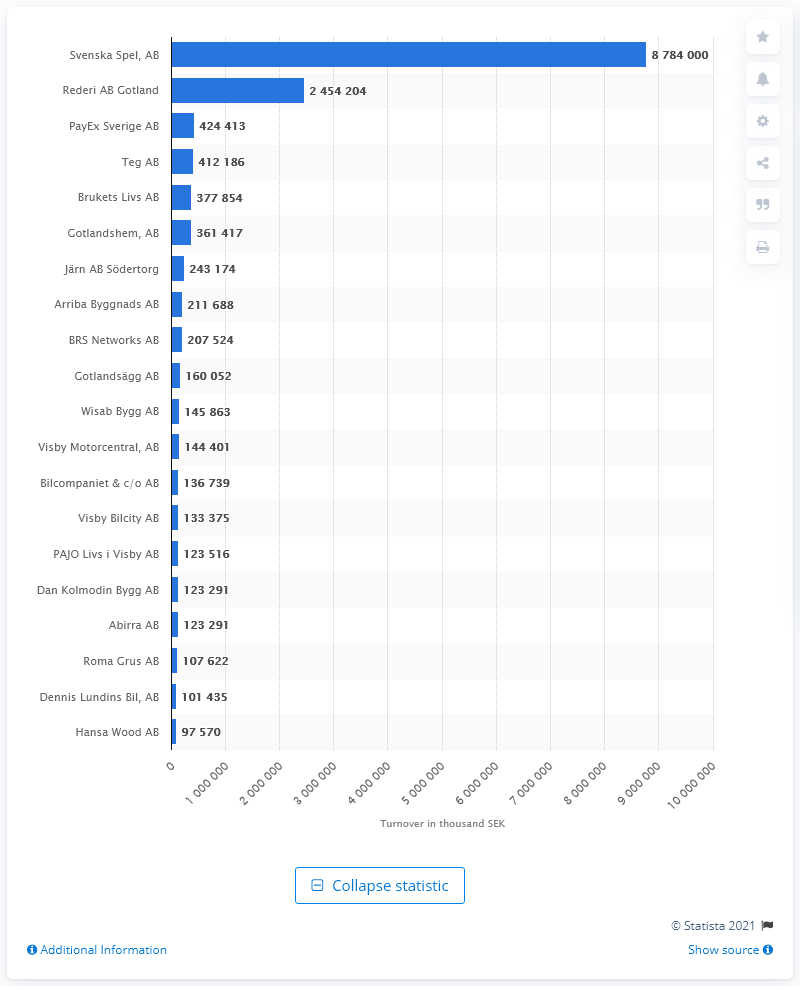 Svenska Spel, AB 8 784 000
Rederi AB Gotland 2 454 204
PayEx Sverige AB 424 413
Teg AB 412 186
Brukets Livs AB 377 854
Gotlandshem, AB 361 417
Järn AB Södertorg 243 174
Arriba Byggnads AB 211 688
BRS Networks AB 207 524
Gotlandsägg AB 160 052
Wisab Bygg AB 145 863
Visby Motorcentral, AB 144 401
Bilcompaniet & c/o AB 136 739
Visby Bilcity AB 133 375
PAJO Livs i Visby AB 123 516
Dan Kolmodin Bygg AB 123 291
Abirra AB 123 291
Roma Grus AB 107 622
Dennis Lundins Bil, AB 101 435
Hansa Wood AB 97 570
0 1 000 000 2 000 000 3 000 000 4 000 000 5 000 000 6 000 000 7 000 000 8 000 000 9 000 000 10 000 000
Turnover in thousand SEK
Collapse statistic
© Statista 2021
Additional Information Show source